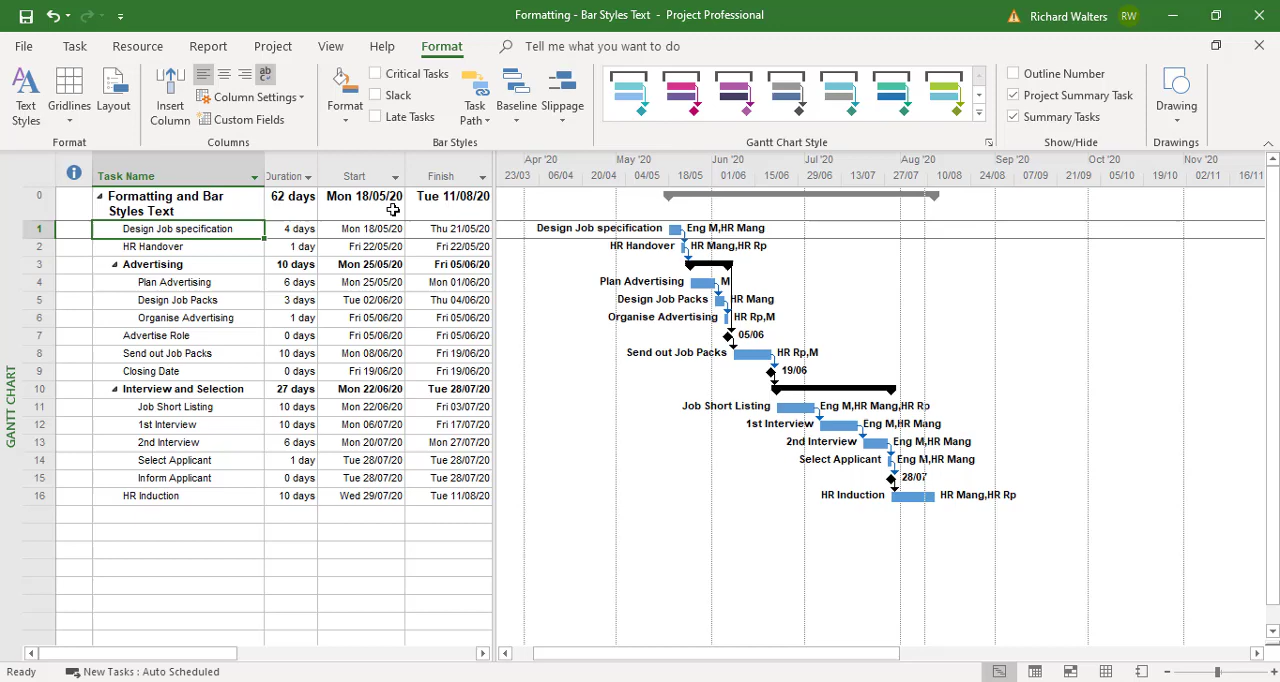 Formatting - Bar Styles Text - Project Professional
Richard Walters RW
File Task Resource Report Project View Help Format Tell me what you want to do
Text Styles
Gridlines
Layout
Format
Insert Column
Column Settings
Custom Fields
Columns
Format
Critical Tasks
Slack
Late Tasks
Task Path
Baseline
Slippage
Bar Styles
Gantt Chart Style
Outline Number
Project Summary Task
Summary Tasks
Show/Hide
Drawing
Drawings
Task Name Duration Start Finish
Apr '20 May '20 Jun '20 Jul '20 Aug '20 Sep '20 Oct '20 Nov '20
23/03 06/04 20/04 04/05 18/05 01/06 15/06 29/06 13/07 27/07 10/08 24/08 07/09 21/09 05/10 19/10 02/11 16/11
0 Formatting and Bar Styles Text 62 days Mon 18/05/20 Tue 11/08/20
1 Design Job specification 4 days Mon 18/05/20 Thu 21/05/20 Design Job specification Eng M,HR Mang
2 HR Handover 1 day Fri 22/05/20 Fri 22/05/20 HR Handover HR Mang,HR Rp
3 Advertising 10 days Mon 25/05/20 Fri 05/06/20
4 Plan Advertising 6 days Mon 25/05/20 Mon 01/06/20 Plan Advertising M
5 Design Job Packs 3 days Tue 02/06/20 Thu 04/06/20 Design Job Packs HR Mang
6 Organise Advertising 1 day Fri 05/06/20 Fri 05/06/20 Organise Advertising HR Rp,M
7 Advertise Role 0 days Fri 05/06/20 Fri 05/06/20 05/06
8 Send out Job Packs 10 days Mon 08/06/20 Fri 19/06/20 Send out Job Packs HR Rp,M
9 Closing Date 0 days Fri 19/06/20 Fri 19/06/20 19/06
10 Interview and Selection 27 days Mon 22/06/20 Tue 28/07/20
11 Job Short Listing 10 days Mon 22/06/20 Fri 03/07/20 Job Short Listing Eng M,HR Mang,HR Rp
12 1st Interview 10 days Mon 06/07/20 Fri 17/07/20 1st Interview Eng M,HR Mang
13 2nd Interview 6 days Mon 20/07/20 Mon 27/07/20 2nd Interview Eng M,HR Mang
14 Select Applicant 1 day Tue 28/07/20 Tue 28/07/20 Select Applicant Eng M,HR Mang
15 Inform Applicant 0 days Tue 28/07/20 Tue 28/07/20 28/07
16 HR Induction 10 days Wed 29/07/20 Tue 11/08/20 HR Induction HR Mang,HR Rp
GANTT CHART
Ready New Tasks : Auto Scheduled